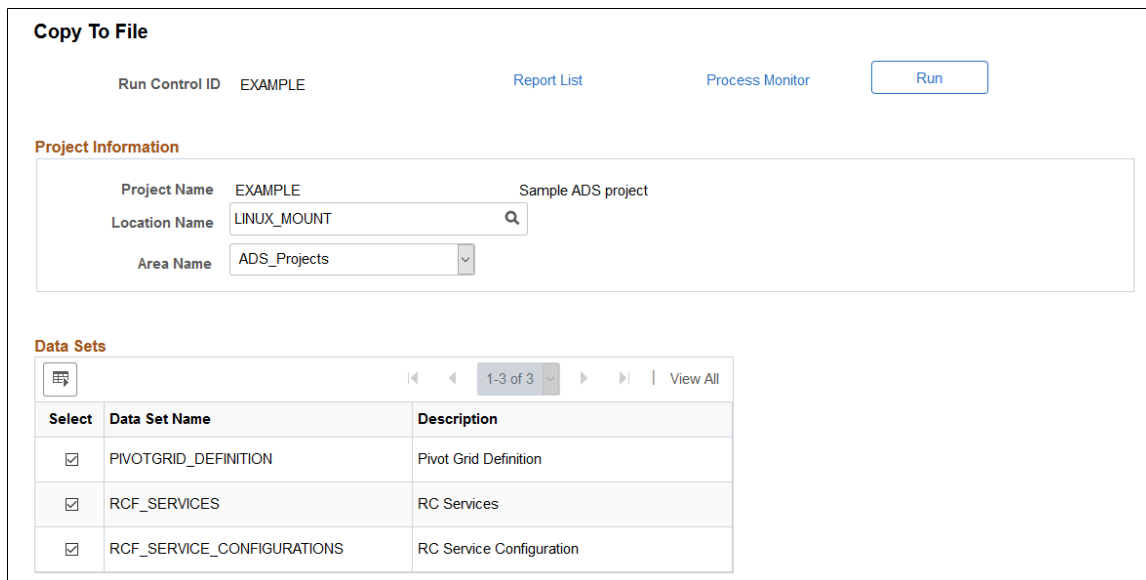 Copy To File
Run Control ID EXAMPLE Report List Process Monitor Run
Project Information
Project Name EXAMPLE Sample ADS project
Location Name LINUX_MOUNT
Area Name ADS_Projects
Data Sets
1-3 of 3 | View All
Select Data Set Name Description
PIVOTGRID_DEFINITION Pivot Grid Definition
RCF_SERVICES RC Services
RCF_SERVICE_CONFIGURATIONS RC Service Configuration